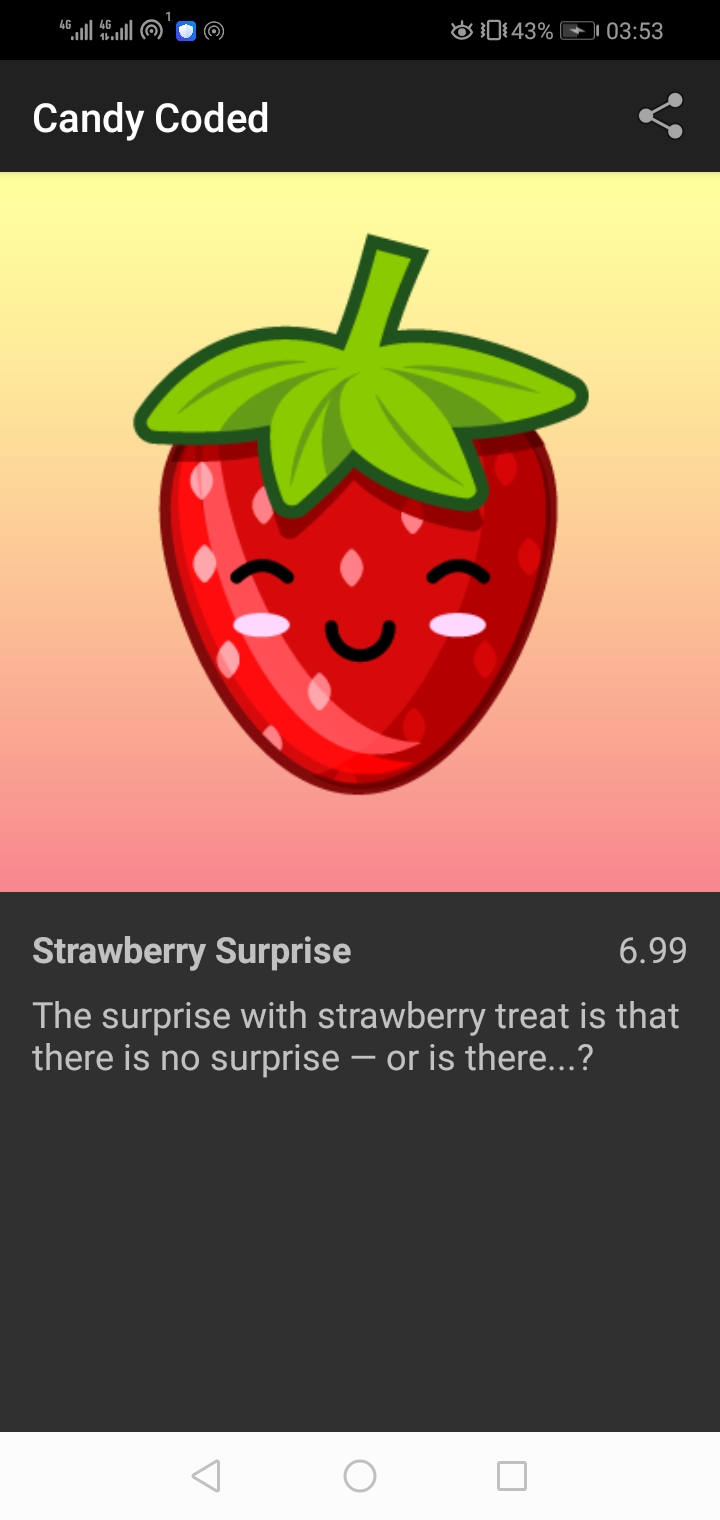 4G 4G 1 43% 03:53
Candy Coded
Strawberry Surprise 6.99
The surprise with strawberry treat is that
there is no surprise — or is there...?